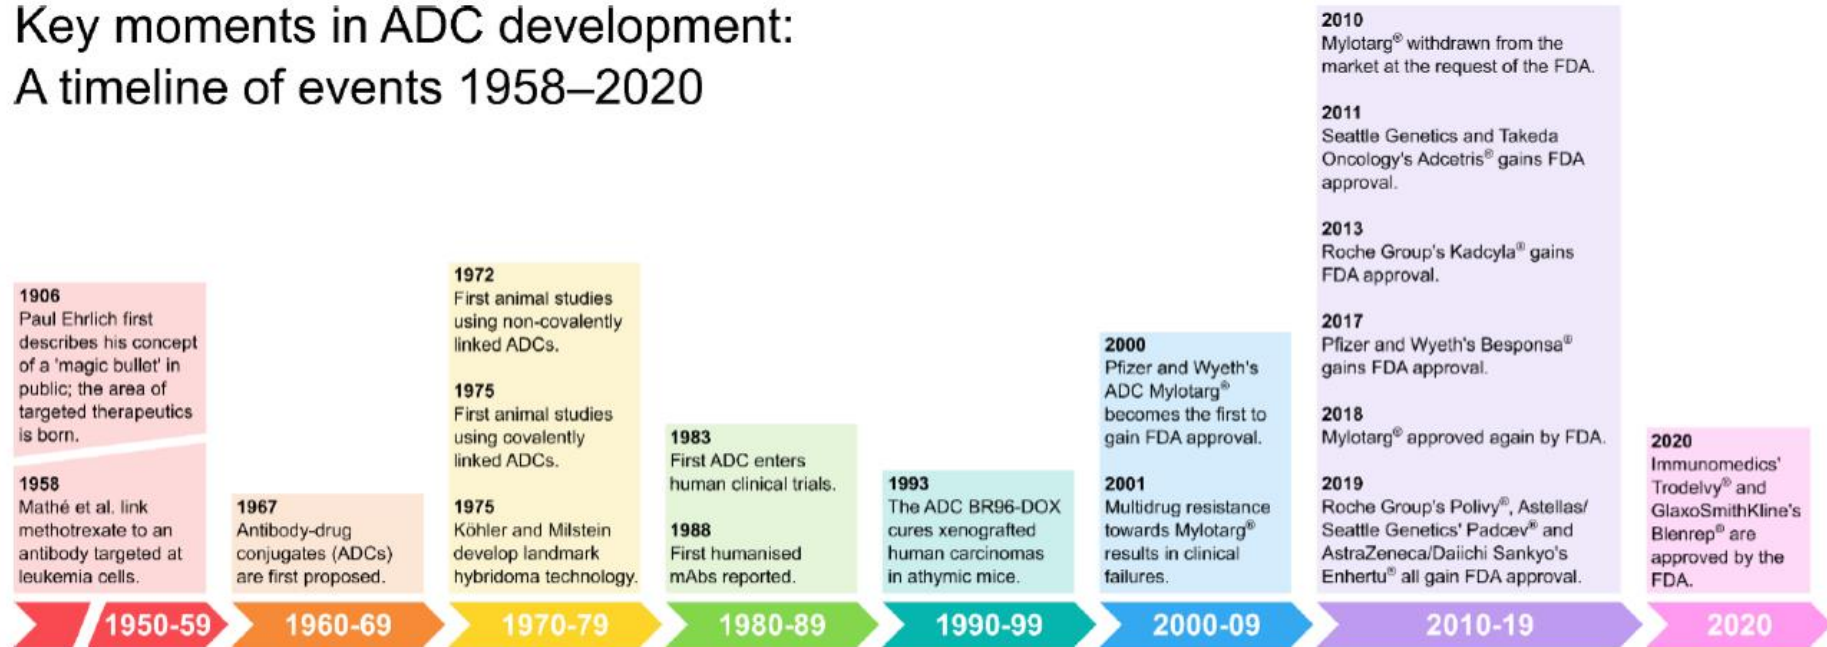 Key moments in ADC development:
A timeline of events 1958–2020
1906
Paul Ehrlich first
describes his concept
of a 'magic bullet' in
public; the area of
targeted therapeutics
is born.
1958
Mathé et al. link
methotrexate to an
antibody targeted at
leukemia cells.
1967
Antibody-drug
conjugates (ADCs)
are first proposed.
1972
First animal studies
using non-covalently
linked ADCs.
1975
First animal studies
using covalently
linked ADCs.
1975
Köhler and Milstein
develop landmark
hybridoma technology.
1983
First ADC enters
human clinical trials.
1988
First humanised
mAbs reported.
1993
The ADC BR96-DOX
cures xenografted
human carcinomas
in athymic mice.
2000
Pfizer and Wyeth's
ADC Mylotarg®
becomes the first to
gain FDA approval.
2001
Multidrug resistance
towards Mylotarg®
results in clinical
failures.
2010
Mylotarg® withdrawn from the
market at the request of the FDA.
2011
Seattle Genetics and Takeda
Oncology's Adcetris® gains FDA
approval.
2013
Roche Group's Kadcyla® gains
FDA approval.
2017
Pfizer and Wyeth's Besponsa®
gains FDA approval.
2018
Mylotarg® approved again by FDA.
2019
Roche Group's Polivy®, Astellas/
Seattle Genetics' Padcev® and
AstraZeneca/Daiichi Sankyo's
Enhertu® all gain FDA approval.
2020
Immunomedics'
Trodelvy® and
GlaxoSmithKline's
Blenrep® are
approved by the
FDA.
1950-59
1960-69
1970-79
1980-89
1990-99
2000-09
2010-19
2020